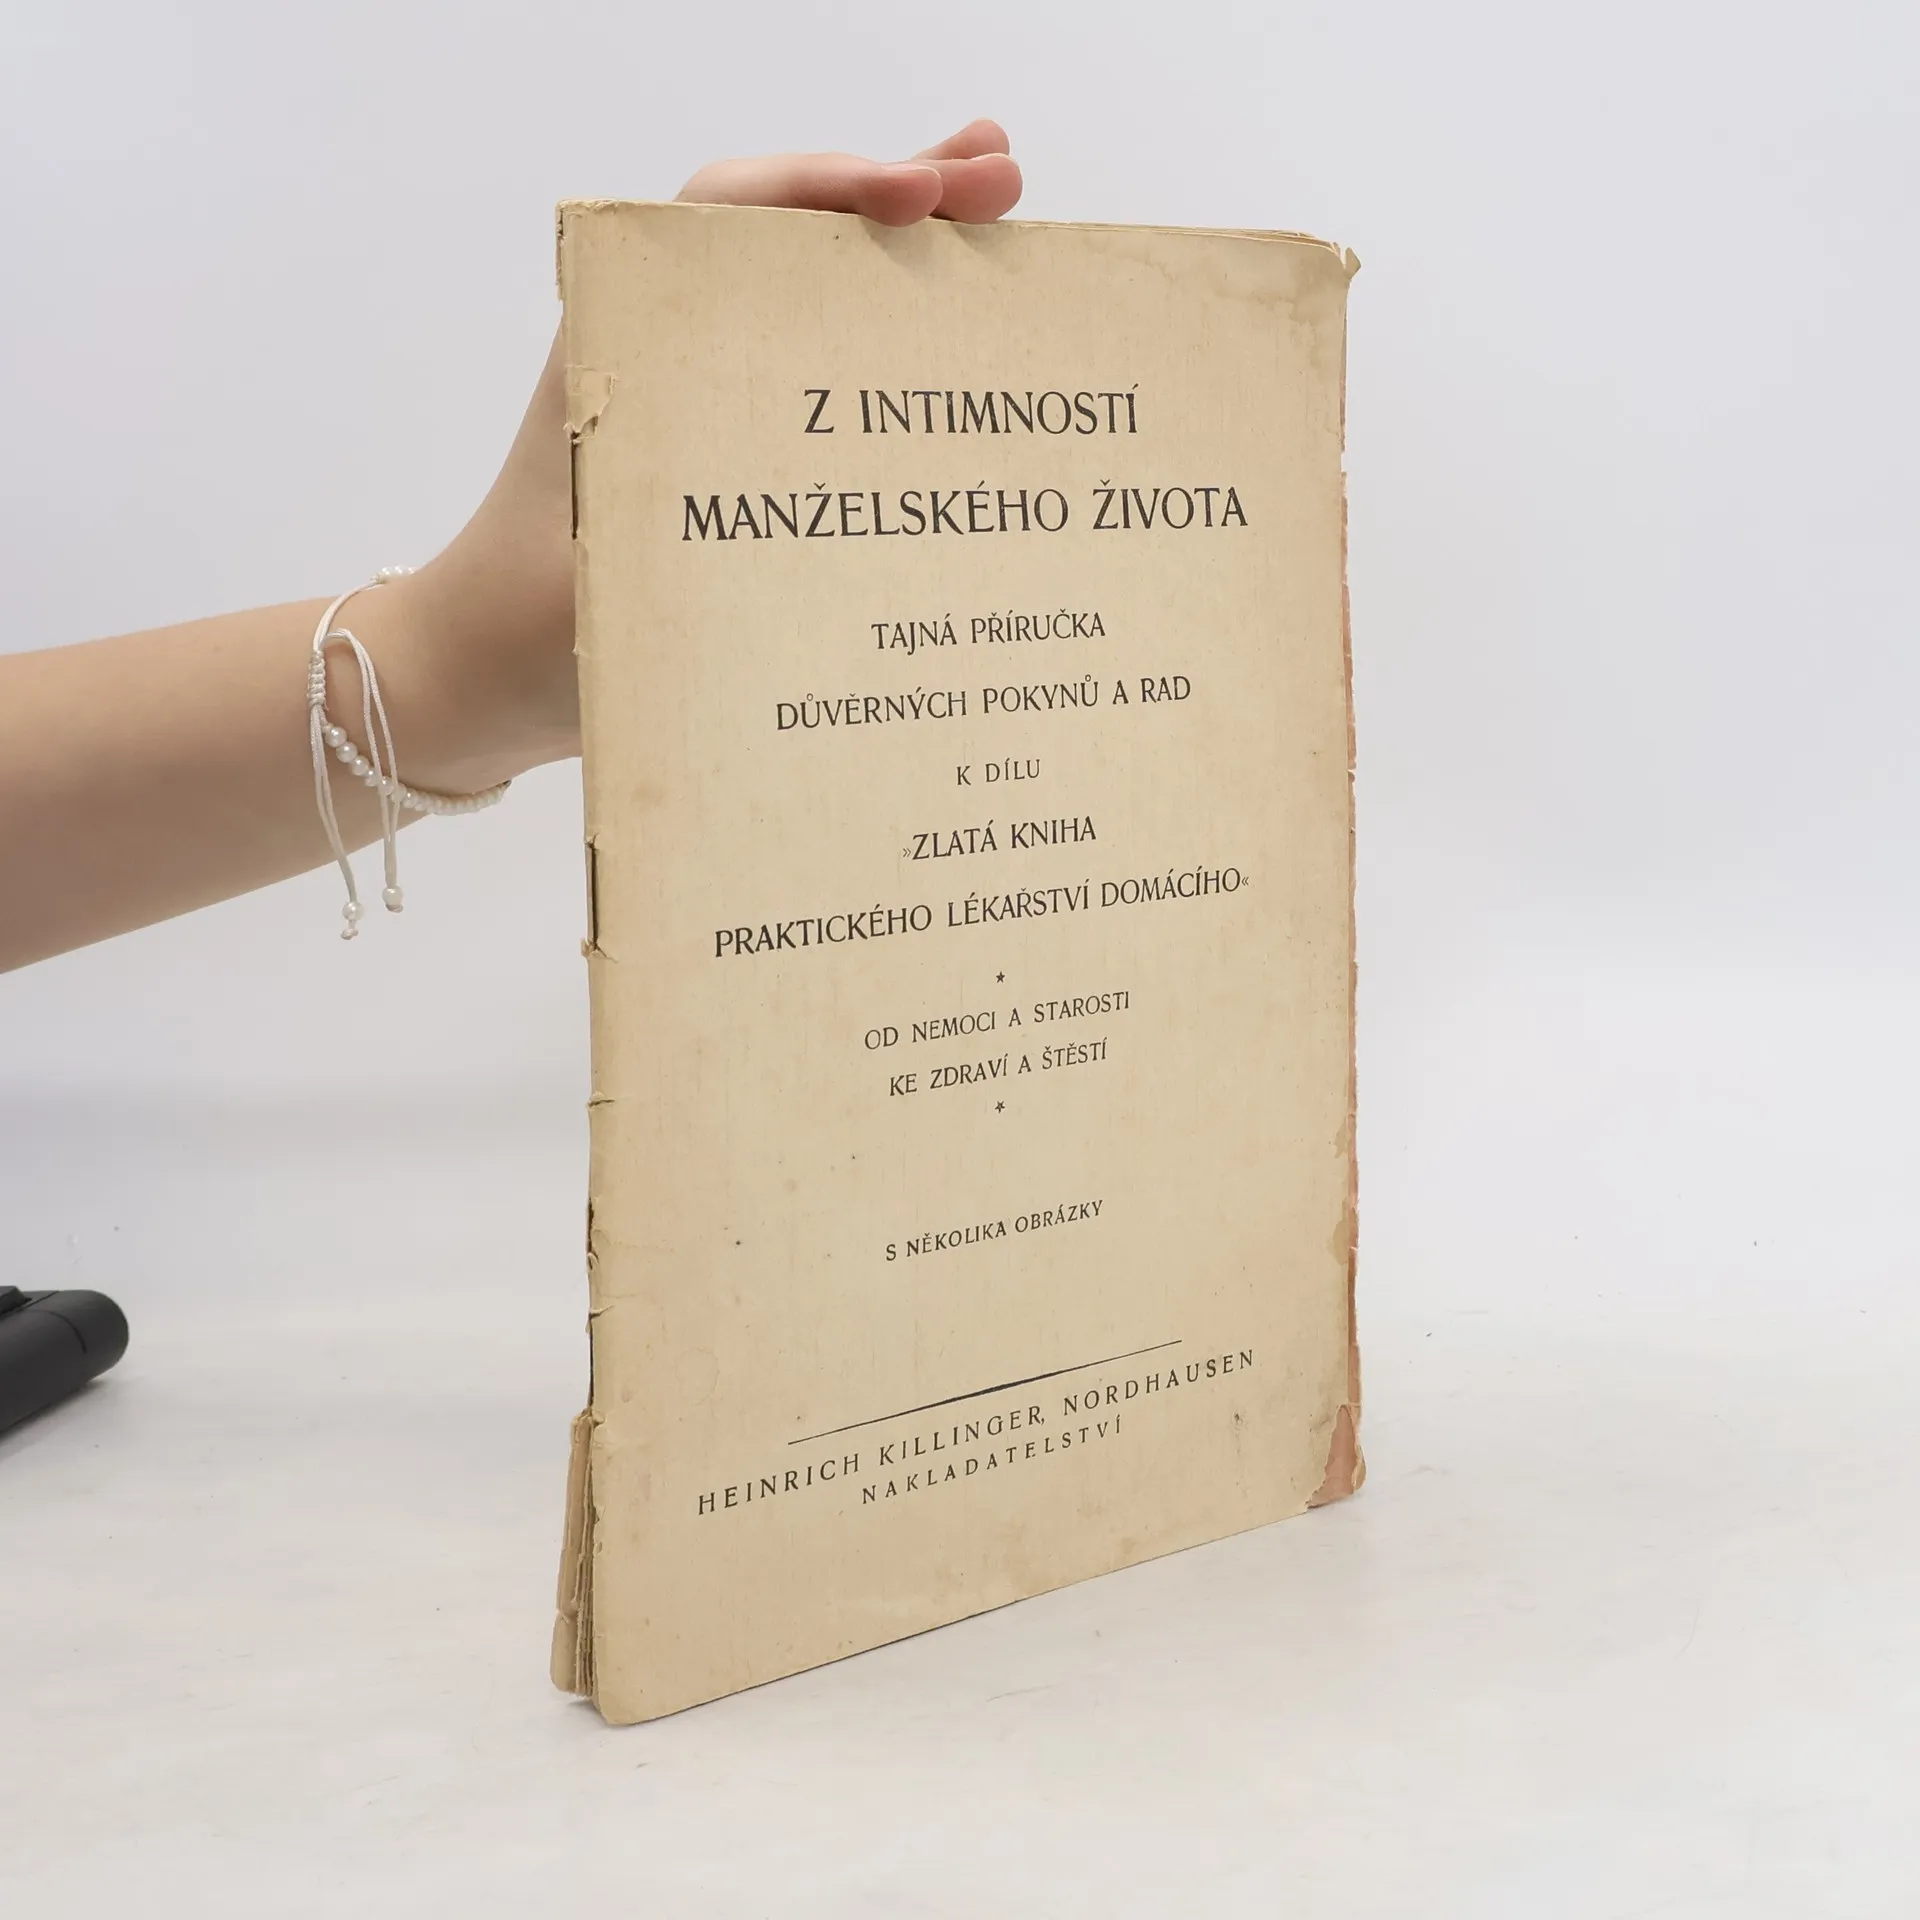 Z INTIMNOSTÍ
MANŽELSKÉHO ŽIVOTA
TAJNÁ PŘÍRUČKA
DŮVĚRNÝCH POKYNŮ A RAD
K DÍLU
»ZLATÁ KNIHA
PRAKTICKÉHO LÉKAŘSTVÍ DOMÁCÍHO«
★
OD NEMOCI A STAROSTI
KE ZDRAVÍ A ŠTĚSTÍ
★
S NĚKOLIKA OBRÁZKY
HEINRICH KILLINGER, NORDHAUSEN
NAKLADATELSTVÍ